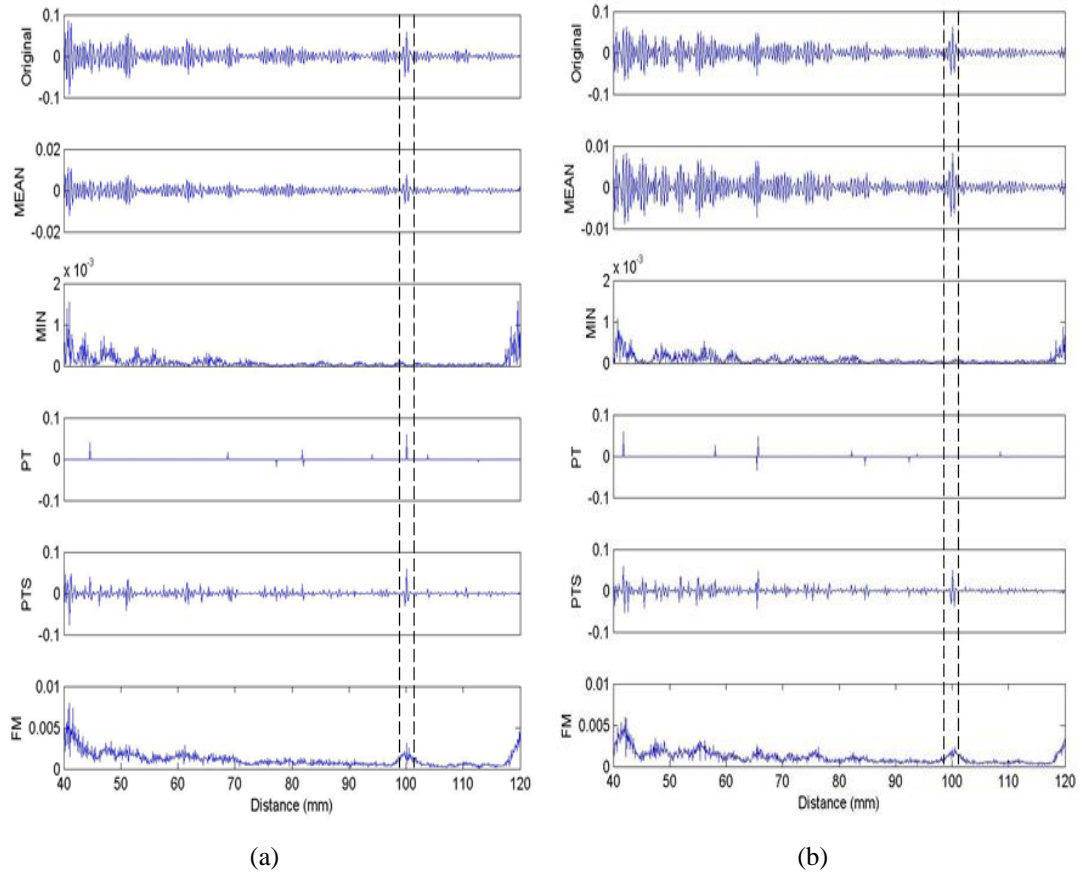 0.1
Original
0
-0.1
0.02
MEAN
0
-0.02
x 10^-3
2
MIN
1
0
0.1
PT
0
-0.1
0.1
PTS
0
-0.1
0.01
FM
0.005
0
40 50 60 70 80 90 100 110 120
Distance (mm)
(a)
0.1
Original
0
-0.1
0.01
MEAN
0
-0.01
x 10^-3
2
MIN
1
0
0.1
PT
0
-0.1
0.1
PTS
0
-0.1
0.01
FM
0.005
0
40 50 60 70 80 90 100 110 120
Distance (mm)
(b)